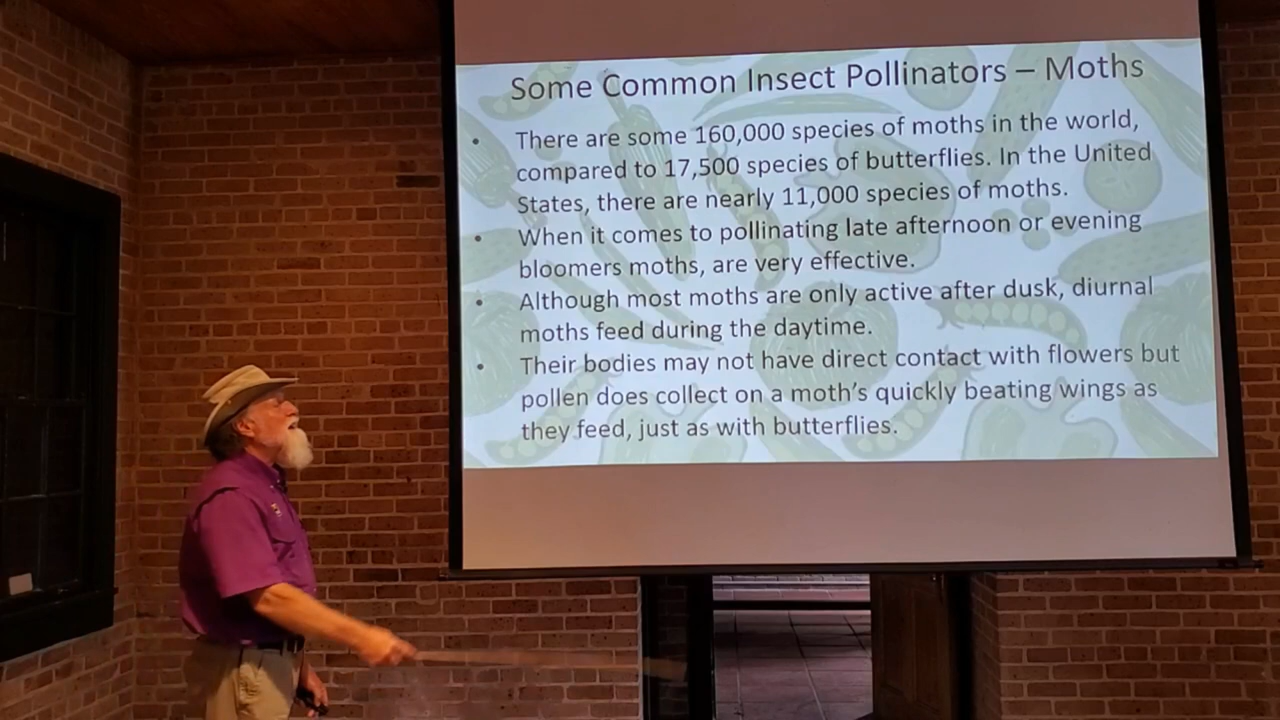 Some Common Insect Pollinators – Moths
• There are some 160,000 species of moths in the world,
compared to 17,500 species of butterflies. In the United
States, there are nearly 11,000 species of moths.
• When it comes to pollinating late afternoon or evening
bloomers moths, are very effective.
• Although most moths are only active after dusk, diurnal
moths feed during the daytime.
• Their bodies may not have direct contact with flowers but
pollen does collect on a moth's quickly beating wings as
they feed, just as with butterflies.